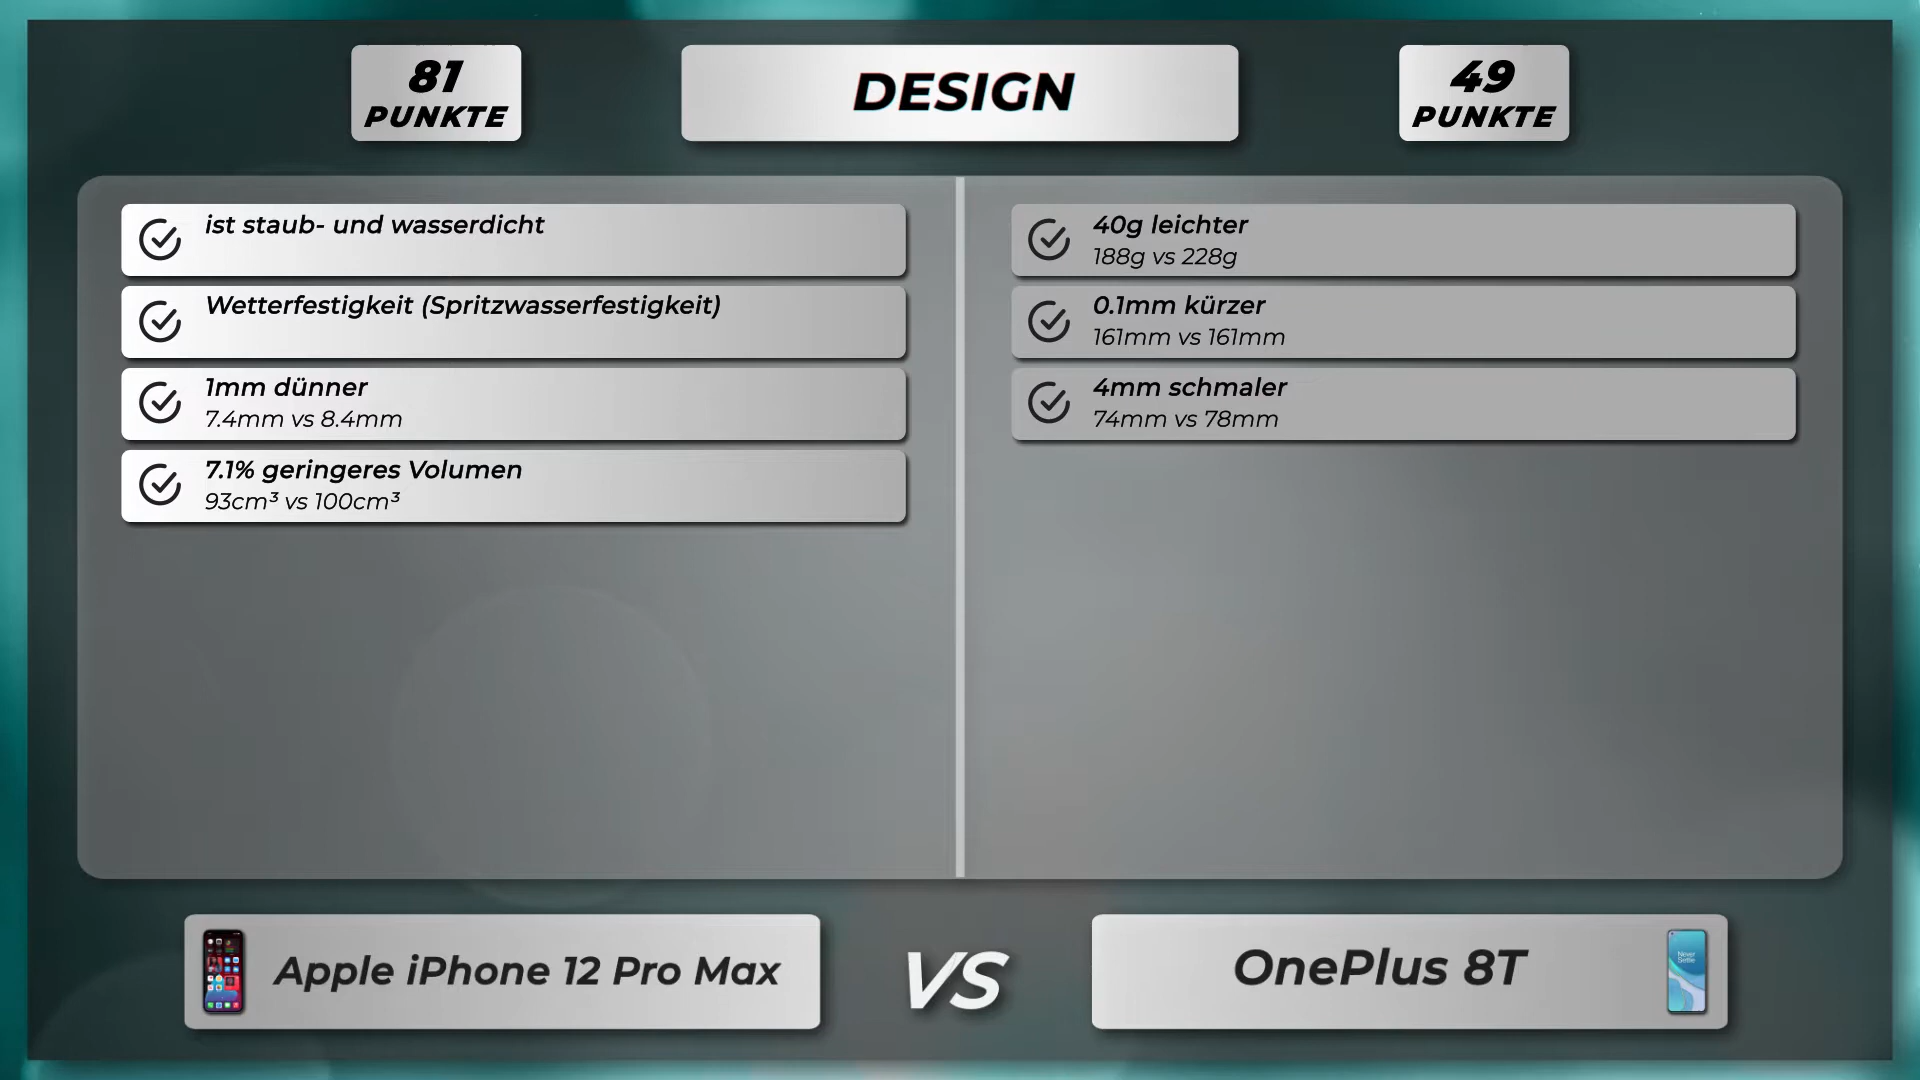 81
PUNKTE
DESIGN
49
PUNKTE
ist staub- und wasserdicht
Wetterfestigkeit (Spritzwasserfestigkeit)
1mm dünner
7.4mm vs 8.4mm
7.1% geringeres Volumen
93cm³ vs 100cm³
40g leichter
188g vs 228g
0.1mm kürzer
161mm vs 161mm
4mm schmaler
74mm vs 78mm
Apple iPhone 12 Pro Max
VS
OnePlus 8T
Never
Settle